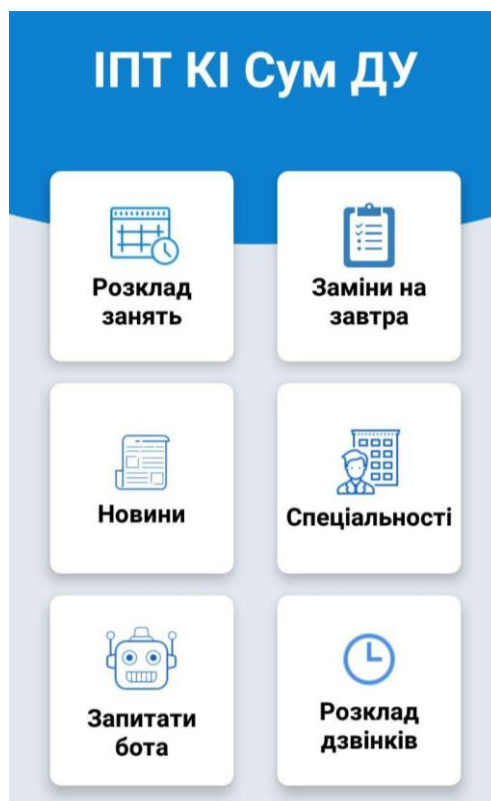 ІПТ КІ Сум ДУ
Розклад
занять
Заміни на
завтра
Новини
Спеціальності
Запитати
бота
Розклад
дзвінків